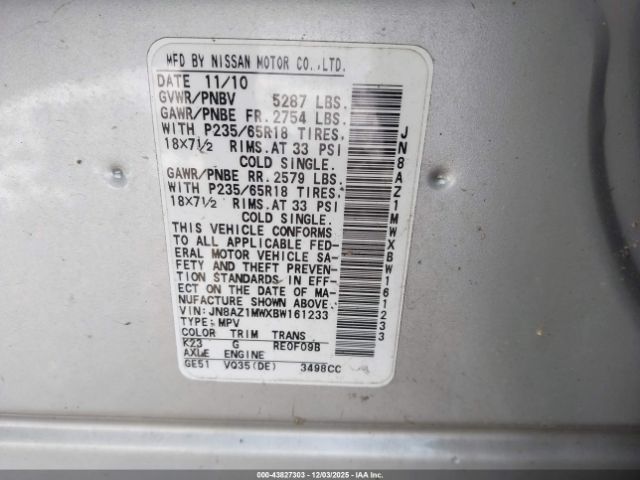 MFD BY NISSAN MOTOR CO.,LTD.
DATE 11/10
GVWR/PNBV 5287 LBS.
GAWR/PNBE FR. 2754 LBS.
WITH P235/65R18 TIRES,
18X7½ RIMS.AT 33 PSI
COLD SINGLE.
GAWR/PNBE RR. 2579 LBS.
WITH P235/65R18 TIRES,
18X7½ RIMS.AT 33 PSI
COLD SINGLE.
THIS VEHICLE CONFORMS
TO ALL APPLICABLE FED-
ERAL MOTOR VEHICLE SA-
FETY AND THEFT PREVEN-
TION STANDARDS IN EFF-
ECT ON THE DATE OF MA-
NUFACTURE SHOWN ABOVE.
VIN:JN8AZ1MWXBW161233
TYPE:MPV
COLOR TRIM TRANS
K23 G RE0F09B
AXLE ENGINE
GE51 VQ35(DE) 3498CC
JN8AZ1MWXBW161233
000-43827303 - 12/03/2025 - IAAI.com